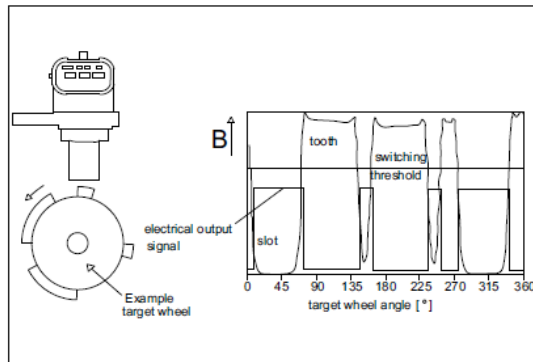 B
tooth
switching
threshold
electrical output
signal
slot
Example
target wheel
0 45 90 135 180 225 270 315 360
target wheel angle [°]